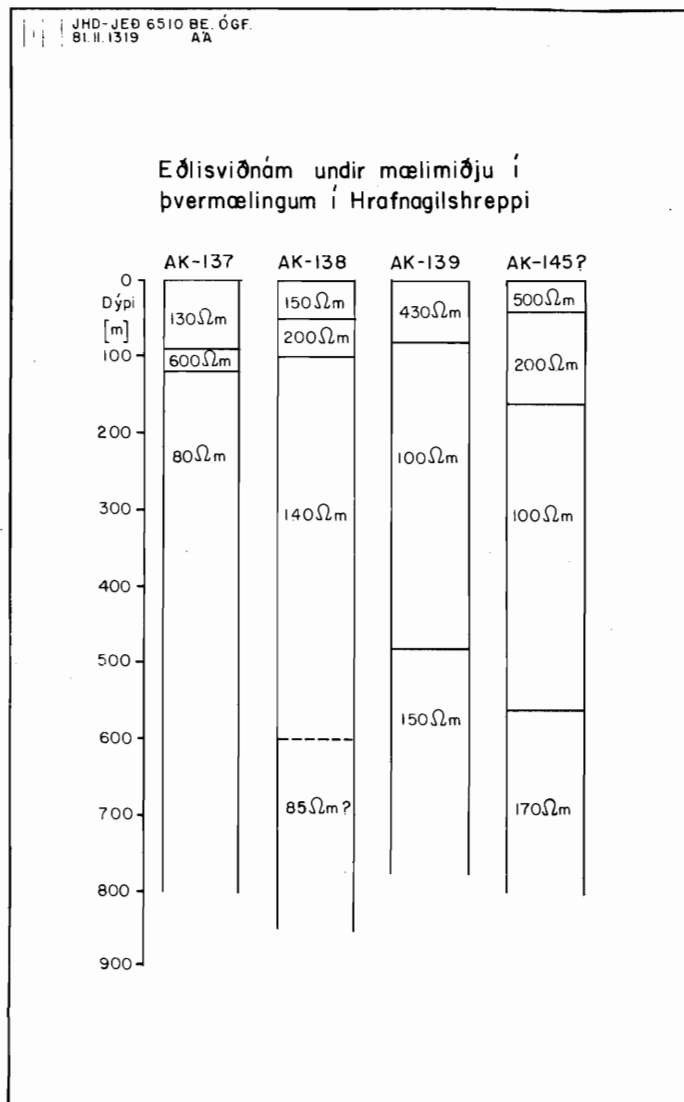 JHD-JEÐ 6510 BE. ÓGF.
81.11.1319 AA
Eðlisviðnám undir mælimiðju í
þvermælingum í Hrafnagilshreppi
AK-137 AK-138 AK-139 AK-145?
0
Dýpi
[m]
100
200
300
400
500
600
700
800
900
130Ωm
600Ωm
80Ωm
150Ωm
200Ωm
140Ωm
85Ωm?
430Ωm
100Ωm
150Ωm
500Ωm
200Ωm
100Ωm
170Ωm